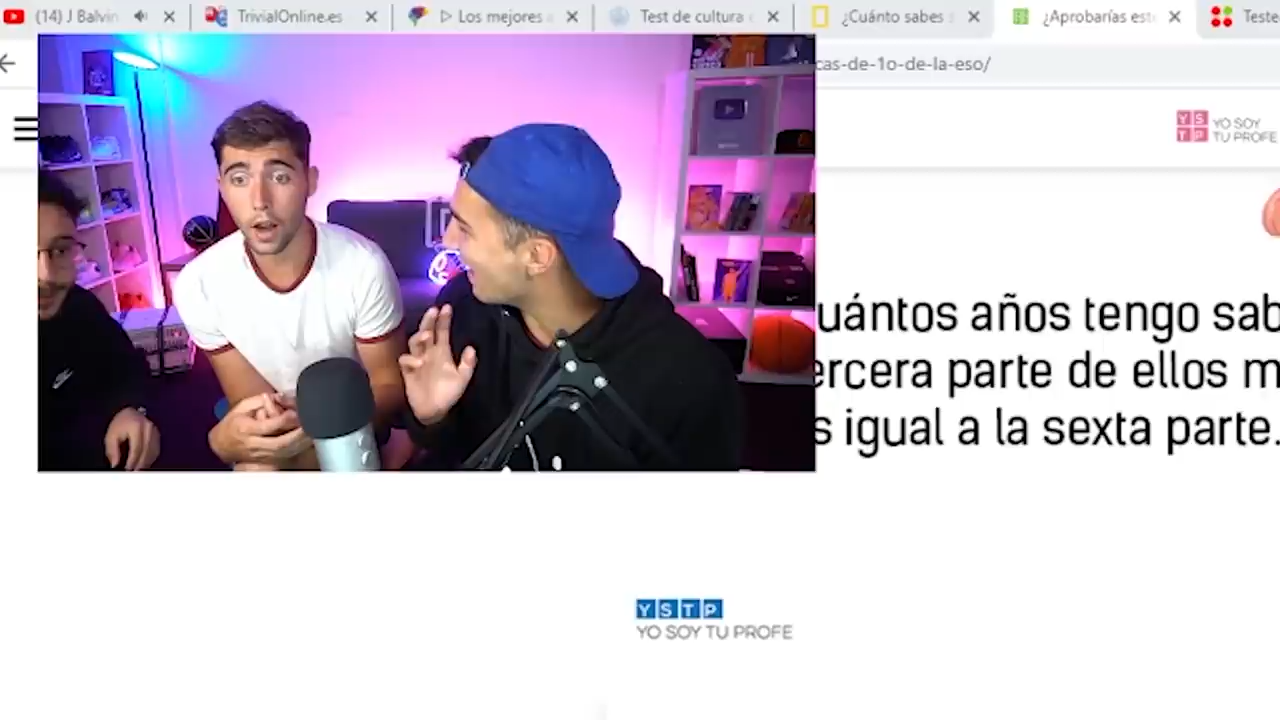 (14) J Balvin
TrivialOnline.es
▷ Los mejores
Test de cultura
¿Cuánto sabes
¿Aprobarías este
Teste
cas-de-1o-de-la-eso/
YS
TP
YO SOY
TU PROFE
uántos años tengo sab
ercera parte de ellos m
s igual a la sexta parte.
YSTP
YO SOY TU PROFE